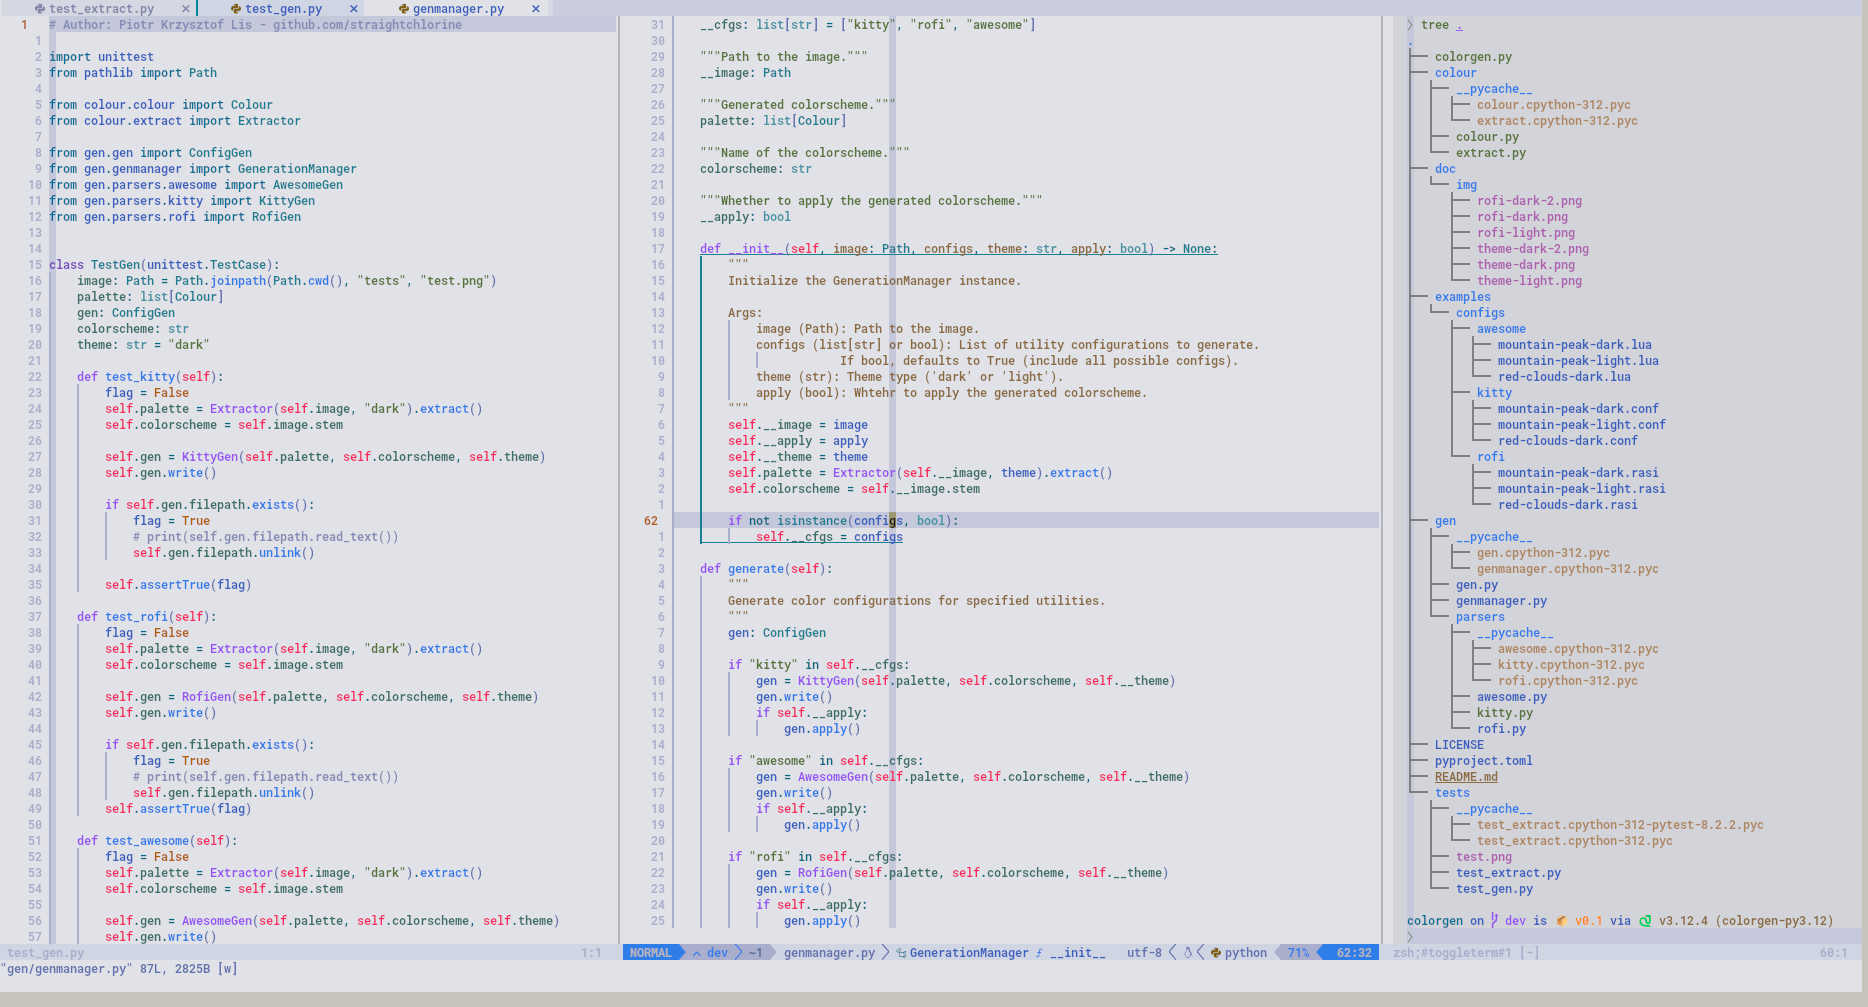 test_extract.py ✕ test_gen.py ✕ genmanager.py ✕
1 # Author: Piotr Krzysztof Lis - github.com/straightchlorine
1
2 import unittest
3 from pathlib import Path
4
5 from colour.colour import Colour
6 from colour.extract import Extractor
7
8 from gen.gen import ConfigGen
9 from gen.genmanager import GenerationManager
10 from gen.parsers.awesome import AwesomeGen
11 from gen.parsers.kitty import KittyGen
12 from gen.parsers.rofi import RofiGen
13
14
15 class TestGen(unittest.TestCase):
16     image: Path = Path.joinpath(Path.cwd(), "tests", "test.png")
17     palette: list[Colour]
18     gen: ConfigGen
19     colorscheme: str
20     theme: str = "dark"
21
22     def test_kitty(self):
23         flag = False
24         self.palette = Extractor(self.image, "dark").extract()
25         self.colorscheme = self.image.stem
26
27         self.gen = KittyGen(self.palette, self.colorscheme, self.theme)
28         self.gen.write()
29
30         if self.gen.filepath.exists():
31             flag = True
32             # print(self.gen.filepath.read_text())
33             self.gen.filepath.unlink()
34
35         self.assertTrue(flag)
36
37     def test_rofi(self):
38         flag = False
39         self.palette = Extractor(self.image, "dark").extract()
40         self.colorscheme = self.image.stem
41
42         self.gen = RofiGen(self.palette, self.colorscheme, self.theme)
43         self.gen.write()
44
45         if self.gen.filepath.exists():
46             flag = True
47             # print(self.gen.filepath.read_text())
48             self.gen.filepath.unlink()
49         self.assertTrue(flag)
50
51     def test_awesome(self):
52         flag = False
53         self.palette = Extractor(self.image, "dark").extract()
54         self.colorscheme = self.image.stem
55
56         self.gen = AwesomeGen(self.palette, self.colorscheme, self.theme)
57         self.gen.write()
test_gen.py 1:1
31     __cfgs: list[str] = ["kitty", "rofi", "awesome"]
30
29     """Path to the image."""
28     __image: Path
27
26     """Generated colorscheme."""
25     palette: list[Colour]
24
23     """Name of the colorscheme."""
22     colorscheme: str
21
20     """Whether to apply the generated colorscheme."""
19     __apply: bool
18
17     def __init__(self, image: Path, configs, theme: str, apply: bool) -> None:
16         """
15         Initialize the GenerationManager instance.
14
13         Args:
12             image (Path): Path to the image.
11             configs (list[str] or bool): List of utility configurations to generate.
10                         If bool, defaults to True (include all possible configs).
9             theme (str): Theme type ('dark' or 'light').
8             apply (bool): Whtehr to apply the generated colorscheme.
7         """
6         self.__image = image
5         self.__apply = apply
4         self.__theme = theme
3         self.palette = Extractor(self.__image, theme).extract()
2         self.colorscheme = self.__image.stem
1
62         if not isinstance(configs, bool):
1             self.__cfgs = configs
2
3     def generate(self):
4         """
5         Generate color configurations for specified utilities.
6         """
7         gen: ConfigGen
8
9         if "kitty" in self.__cfgs:
10             gen = KittyGen(self.palette, self.colorscheme, self.__theme)
11             gen.write()
12             if self.__apply:
13                 gen.apply()
14
15         if "awesome" in self.__cfgs:
16             gen = AwesomeGen(self.palette, self.colorscheme, self.__theme)
17             gen.write()
18             if self.__apply:
19                 gen.apply()
20
21         if "rofi" in self.__cfgs:
22             gen = RofiGen(self.palette, self.colorscheme, self.__theme)
23             gen.write()
24             if self.__apply:
25                 gen.apply()
NORMAL dev ~1 genmanager.py GenerationManager ƒ __init__ utf-8 python 71% 62:32
❯ tree .
.
├── colorgen.py
├── colour
│   ├── __pycache__
│   │   ├── colour.cpython-312.pyc
│   │   └── extract.cpython-312.pyc
│   ├── colour.py
│   └── extract.py
├── doc
│   └── img
│       ├── rofi-dark-2.png
│       ├── rofi-dark.png
│       ├── rofi-light.png
│       ├── theme-dark-2.png
│       ├── theme-dark.png
│       └── theme-light.png
├── examples
│   └── configs
│       ├── awesome
│       │   ├── mountain-peak-dark.lua
│       │   ├── mountain-peak-light.lua
│       │   └── red-clouds-dark.lua
│       ├── kitty
│       │   ├── mountain-peak-dark.conf
│       │   ├── mountain-peak-light.conf
│       │   └── red-clouds-dark.conf
│       └── rofi
│           ├── mountain-peak-dark.rasi
│           ├── mountain-peak-light.rasi
│           └── red-clouds-dark.rasi
├── gen
│   ├── __pycache__
│   │   ├── gen.cpython-312.pyc
│   │   └── genmanager.cpython-312.pyc
│   ├── gen.py
│   ├── genmanager.py
│   └── parsers
│       ├── __pycache__
│       │   ├── awesome.cpython-312.pyc
│       │   ├── kitty.cpython-312.pyc
│       │   └── rofi.cpython-312.pyc
│       ├── awesome.py
│       ├── kitty.py
│       └── rofi.py
├── LICENSE
├── pyproject.toml
├── README.md
└── tests
    ├── __pycache__
    │   ├── test_extract.cpython-312-pytest-8.2.2.pyc
    │   └── test_extract.cpython-312.pyc
    ├── test.png
    ├── test_extract.py
    └── test_gen.py
colorgen on dev is v0.1 via v3.12.4 (colorgen-py3.12)
❯
zsh;#toggleterm#1 [-] 60:1
"gen/genmanager.py" 87L, 2825B [w]